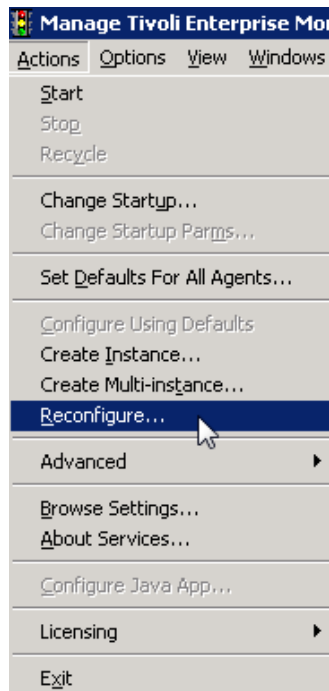 Manage Tivoli Enterprise Mo
Actions Options View Windows
Start
Stop
Recycle
Change Startup...
Change Startup Parms...
Set Defaults For All Agents...
Configure Using Defaults
Create Instance...
Create Multi-instance...
Reconfigure...
Advanced
Browse Settings...
About Services...
Configure Java App...
Licensing
Exit